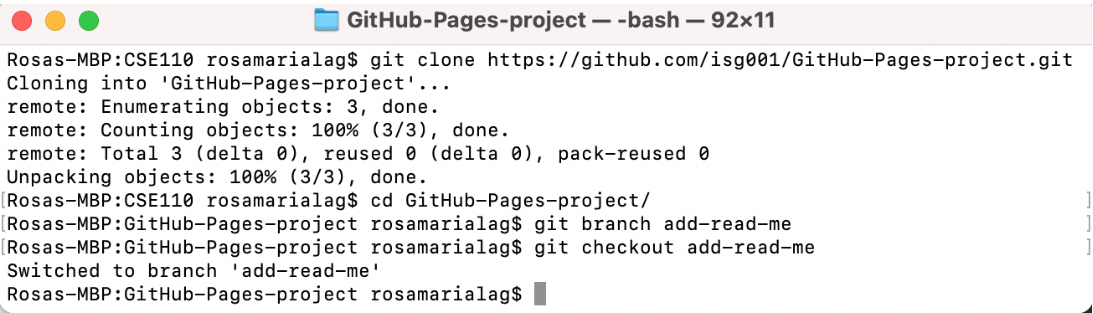 GitHub-Pages-project — -bash — 92×11
Rosas-MBP:CSE110 rosamarialag$ git clone https://github.com/isg001/GitHub-Pages-project.git
Cloning into 'GitHub-Pages-project'...
remote: Enumerating objects: 3, done.
remote: Counting objects: 100% (3/3), done.
remote: Total 3 (delta 0), reused 0 (delta 0), pack-reused 0
Unpacking objects: 100% (3/3), done.
[Rosas-MBP:CSE110 rosamarialag$ cd GitHub-Pages-project/ ]
[Rosas-MBP:GitHub-Pages-project rosamarialag$ git branch add-read-me ]
[Rosas-MBP:GitHub-Pages-project rosamarialag$ git checkout add-read-me ]
Switched to branch 'add-read-me'
Rosas-MBP:GitHub-Pages-project rosamarialag$